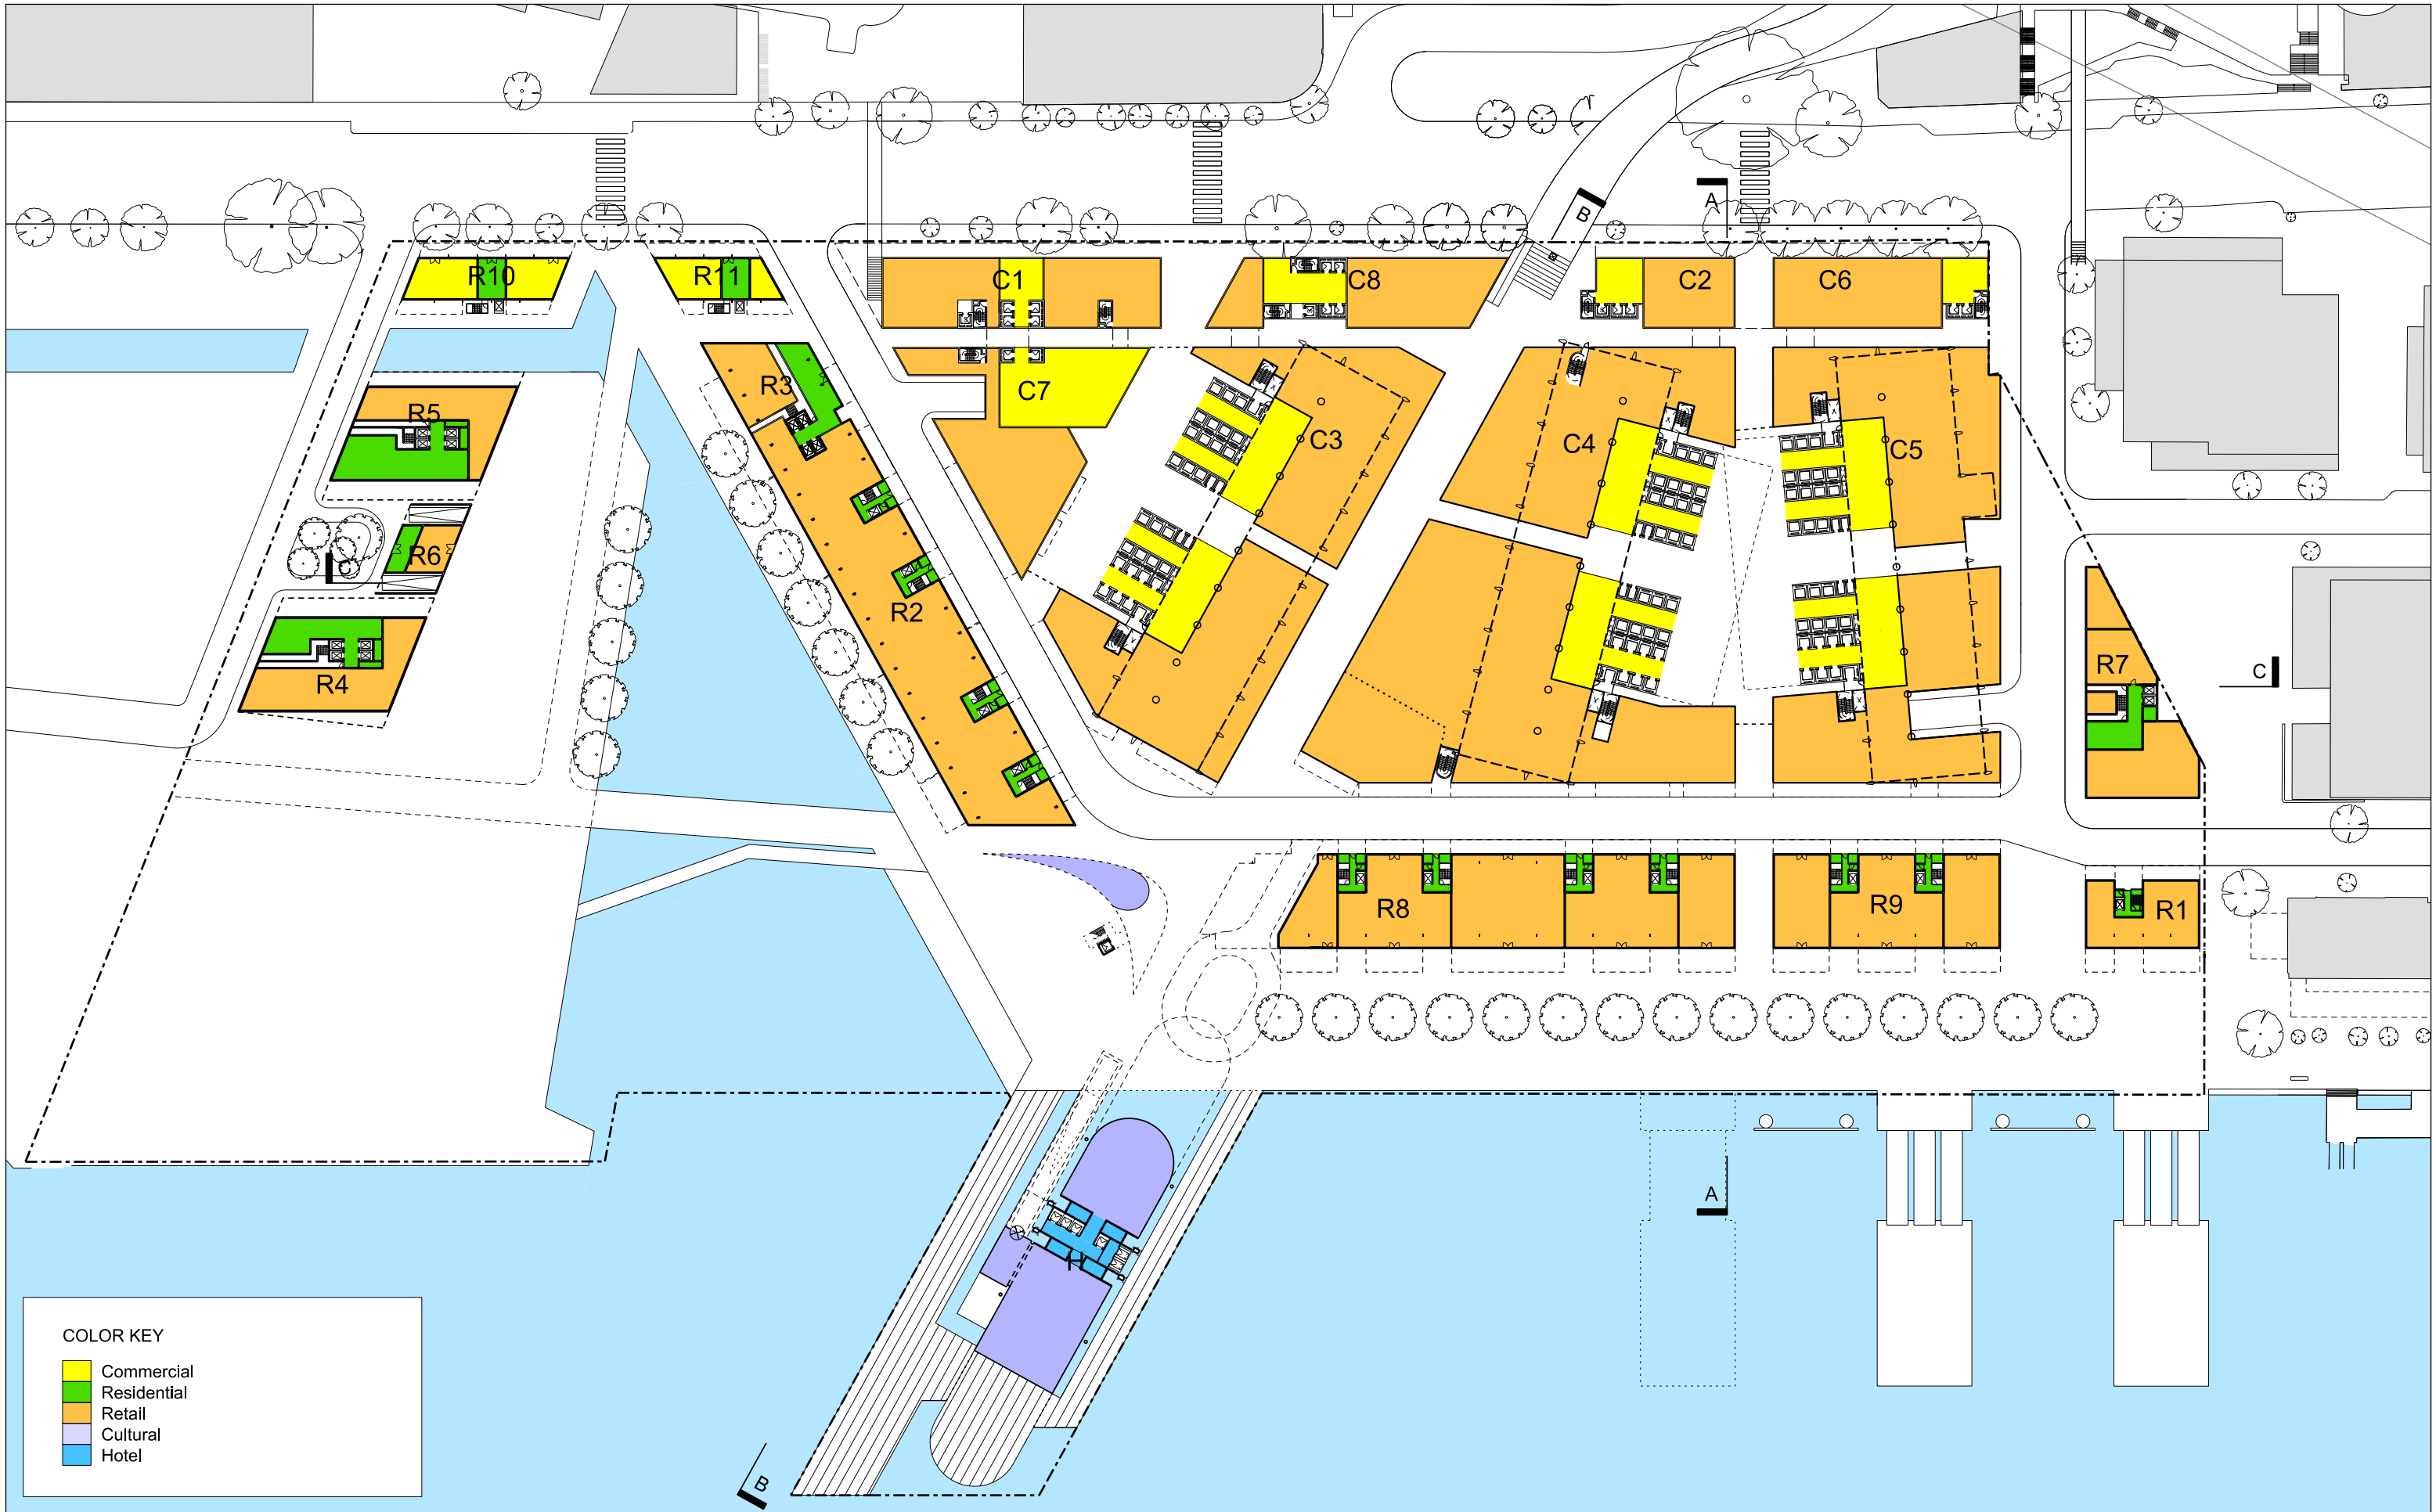 A
B
R10
R11
C1
C8
C2
C6
R3
C7
R5
C3
C4
C5
R6
C
R2
R7
C
R4
R8
R9
R1
A
H
B
COLOR KEY
Commercial
Residential
Retail
Cultural
Hotel